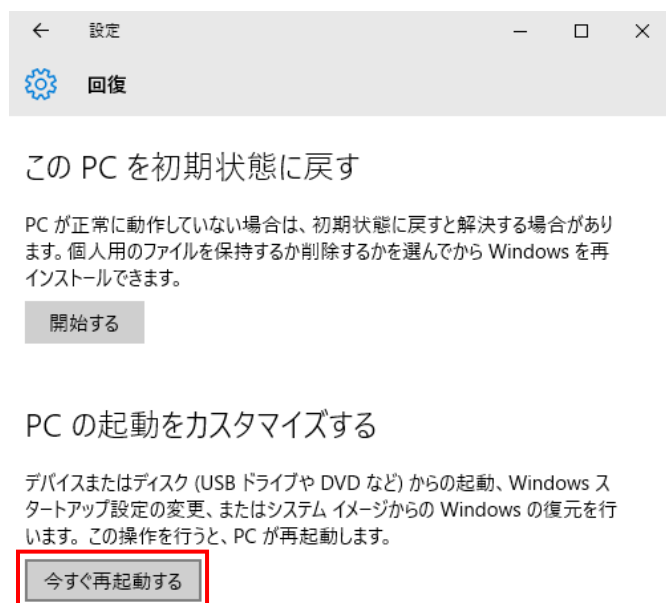 設定
回復
この PC を初期状態に戻す
PC が正常に動作していない場合は、初期状態に戻すと解決する場合があり
ます。個人用のファイルを保持するか削除するかを選んでから Windows を再
インストールできます。
開始する
PC の起動をカスタマイズする
デバイスまたはディスク (USB ドライブや DVD など) からの起動、Windows ス
タートアップ設定の変更、またはシステム イメージからの Windows の復元を行
います。この操作を行うと、PC が再起動します。
今すぐ再起動する